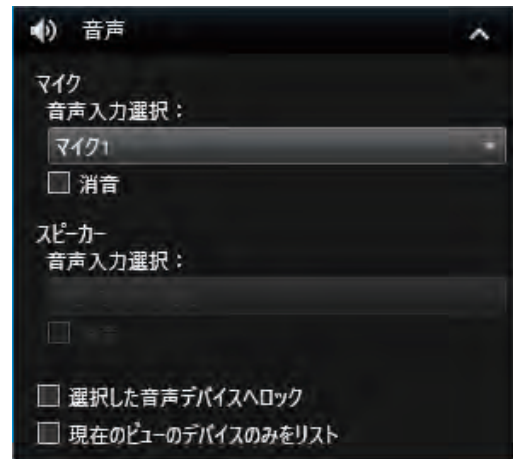 音声
マイク
音声入力選択：
マイク1
消音
スピーカー
音声入力選択：
選択した音声デバイスへロック
現在のビューのデバイスのみをリスト